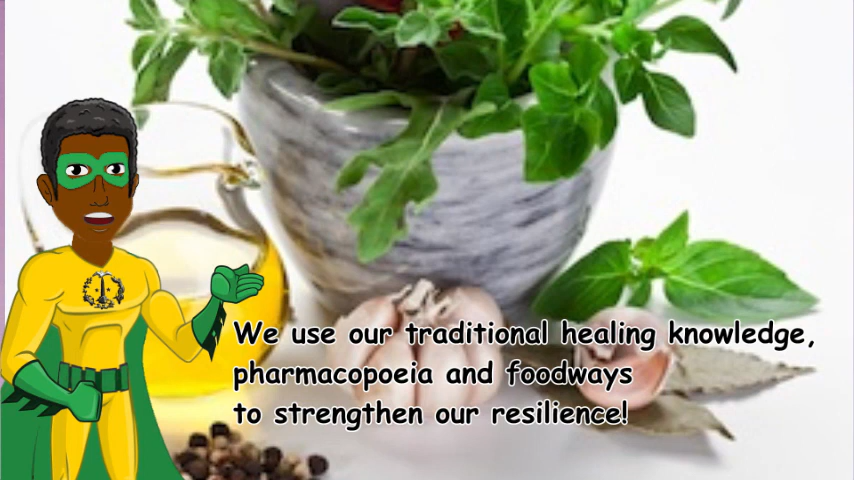 We use our traditional healing knowledge,
pharmacopoeia and foodways
to strengthen our resilience!